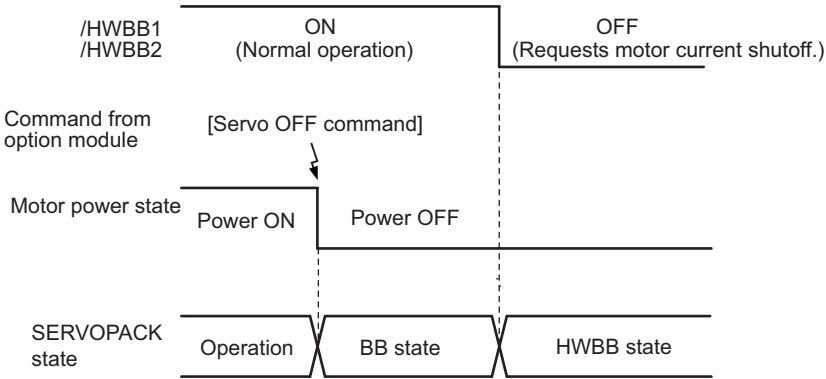 /HWBB1
/HWBB2
ON
(Normal operation)
OFF
(Requests motor current shutoff.)
Command from
option module
[Servo OFF command]
Motor power state
Power ON
Power OFF
SERVOPACK
state
Operation
BB state
HWBB state